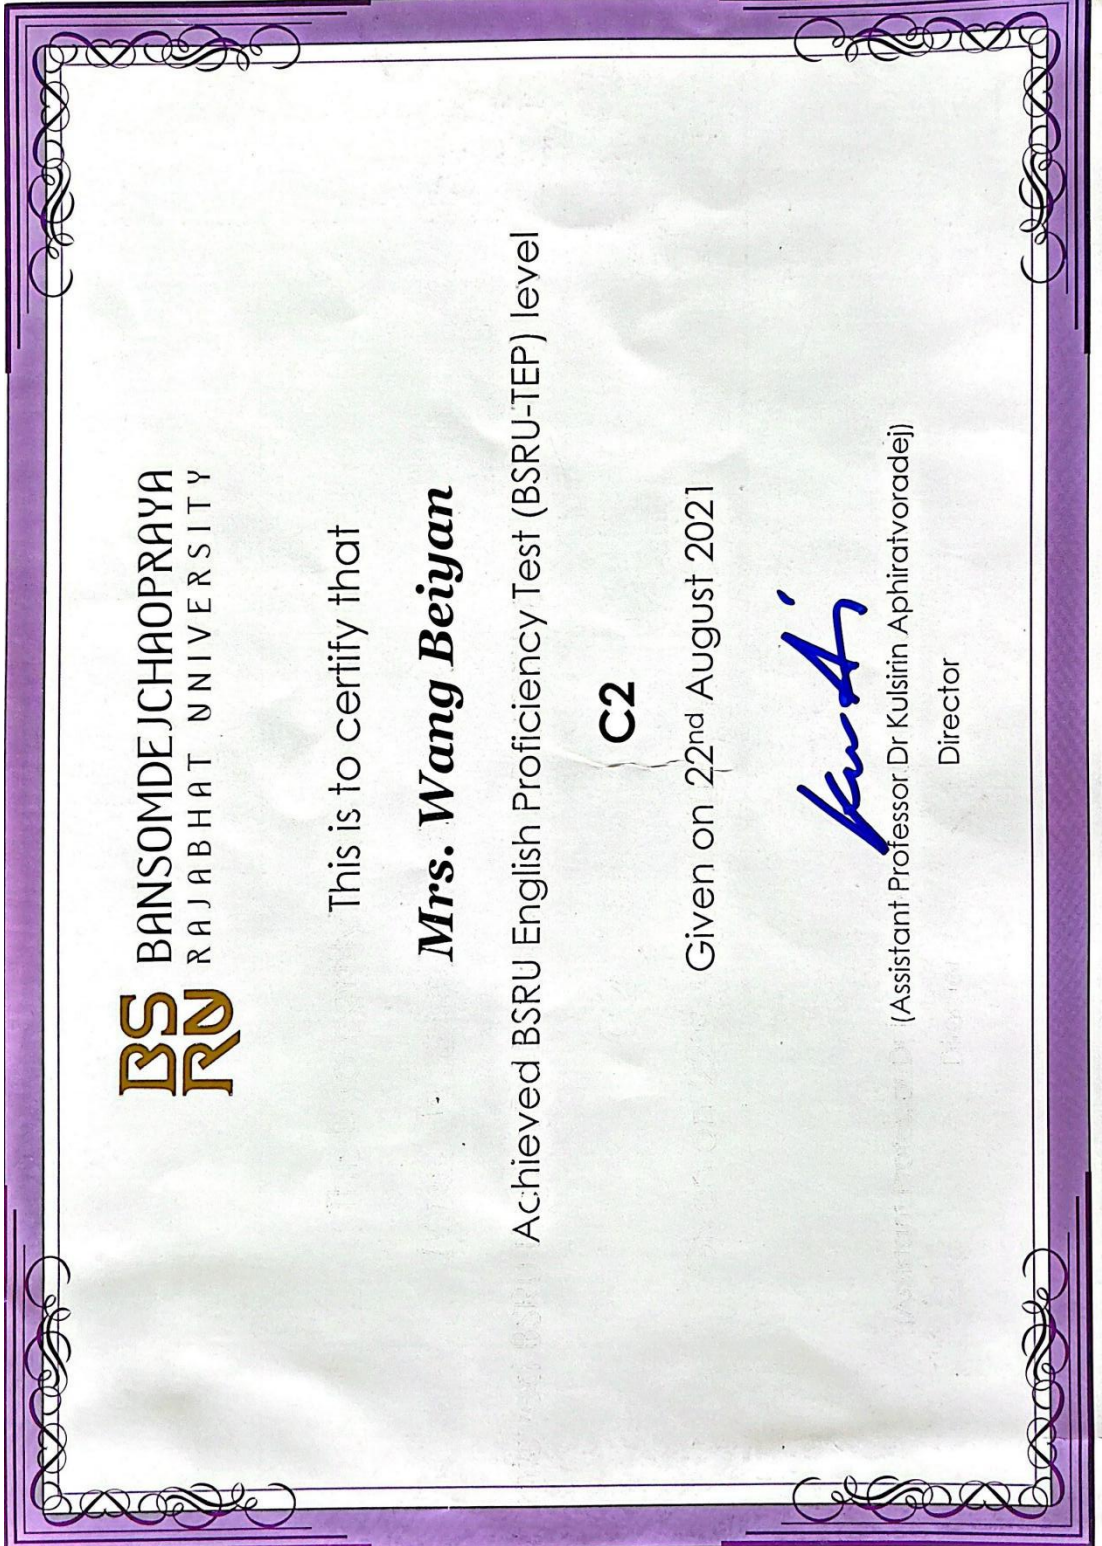 BS
RU
BANSOMDEJCHAOPRAYA
RAJABHAT UNIVERSITY
This is to certify that
Mrs. Wang Beiyan
Achieved BSRU English Proficiency Test (BSRU-TEP) level
C2
Given on 22nd August 2021
(Assistant Professor Dr Kulsirin Aphiratvoradej)
Director